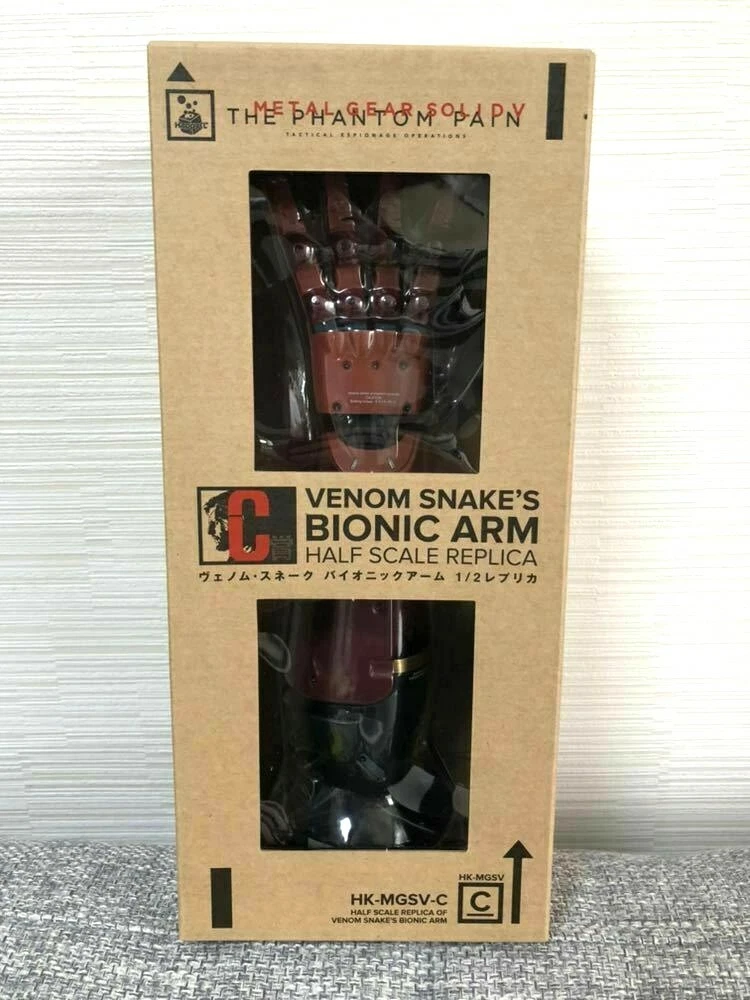 METAL GEAR SOLID V
THE PHANTOM PAIN
TACTICAL ESPIONAGE OPERATIONS
C賞
VENOM SNAKE'S
BIONIC ARM
HALF SCALE REPLICA
ヴェノム・スネーク バイオニックアーム 1/2レプリカ
HK-MGSV
C
HK-MGSV-C
HALF SCALE REPLICA OF
VENOM SNAKE'S BIONIC ARM